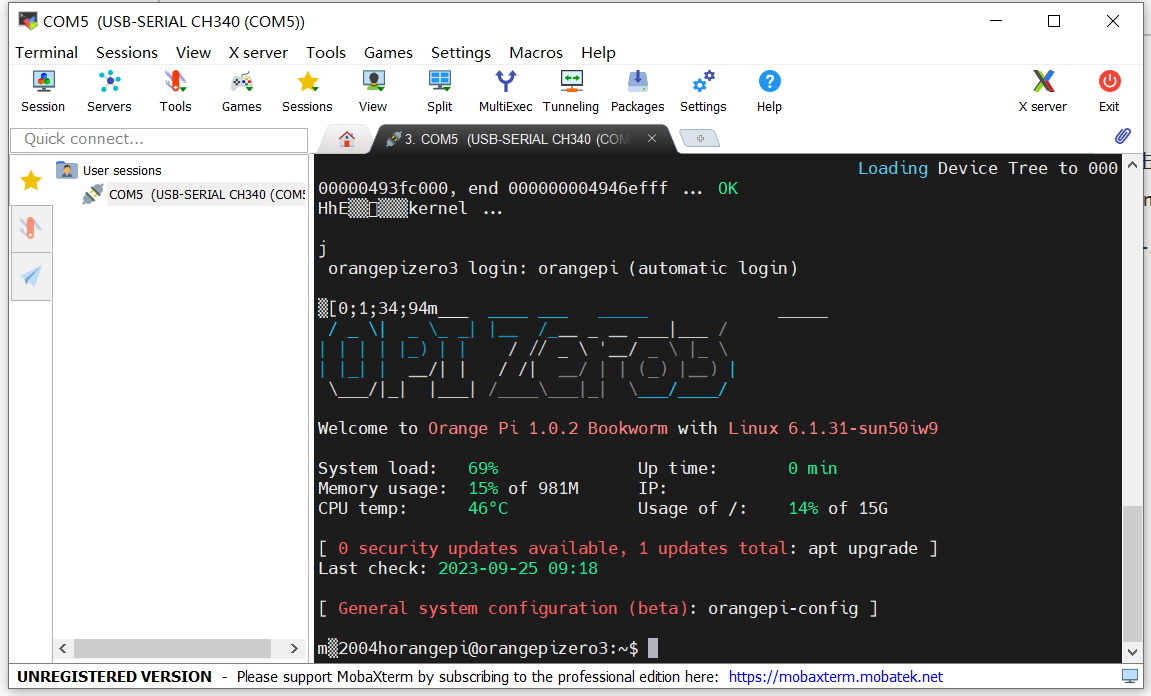 COM5  (USB-SERIAL CH340 (COM5))
Terminal Sessions View X server Tools Games Settings Macros Help
Session Servers Tools Games Sessions View Split MultiExec Tunneling Packages Settings Help X server Exit
Quick connect...
3. COM5  (USB-SERIAL CH340 (COM
User sessions
COM5  (USB-SERIAL CH340 (COM5
Loading Device Tree to 000
00000493fc000, end 000000004946efff ... OK
HhE▒▒▯▒▒▒kernel ...
j
orangepizero3 login: orangepi (automatic login)
▒[0;1;34;94m
OPI Zero3
Welcome to Orange Pi 1.0.2 Bookworm with Linux 6.1.31-sun50iw9
System load: 69% Up time: 0 min
Memory usage: 15% of 981M IP:
CPU temp: 46°C Usage of /: 14% of 15G
[ 0 security updates available, 1 updates total: apt upgrade ]
Last check: 2023-09-25 09:18
[ General system configuration (beta): orangepi-config ]
m▒2004horangepi@orangepizero3:~$
UNREGISTERED VERSION - Please support MobaXterm by subscribing to the professional edition here: https://mobaxterm.mobatek.net